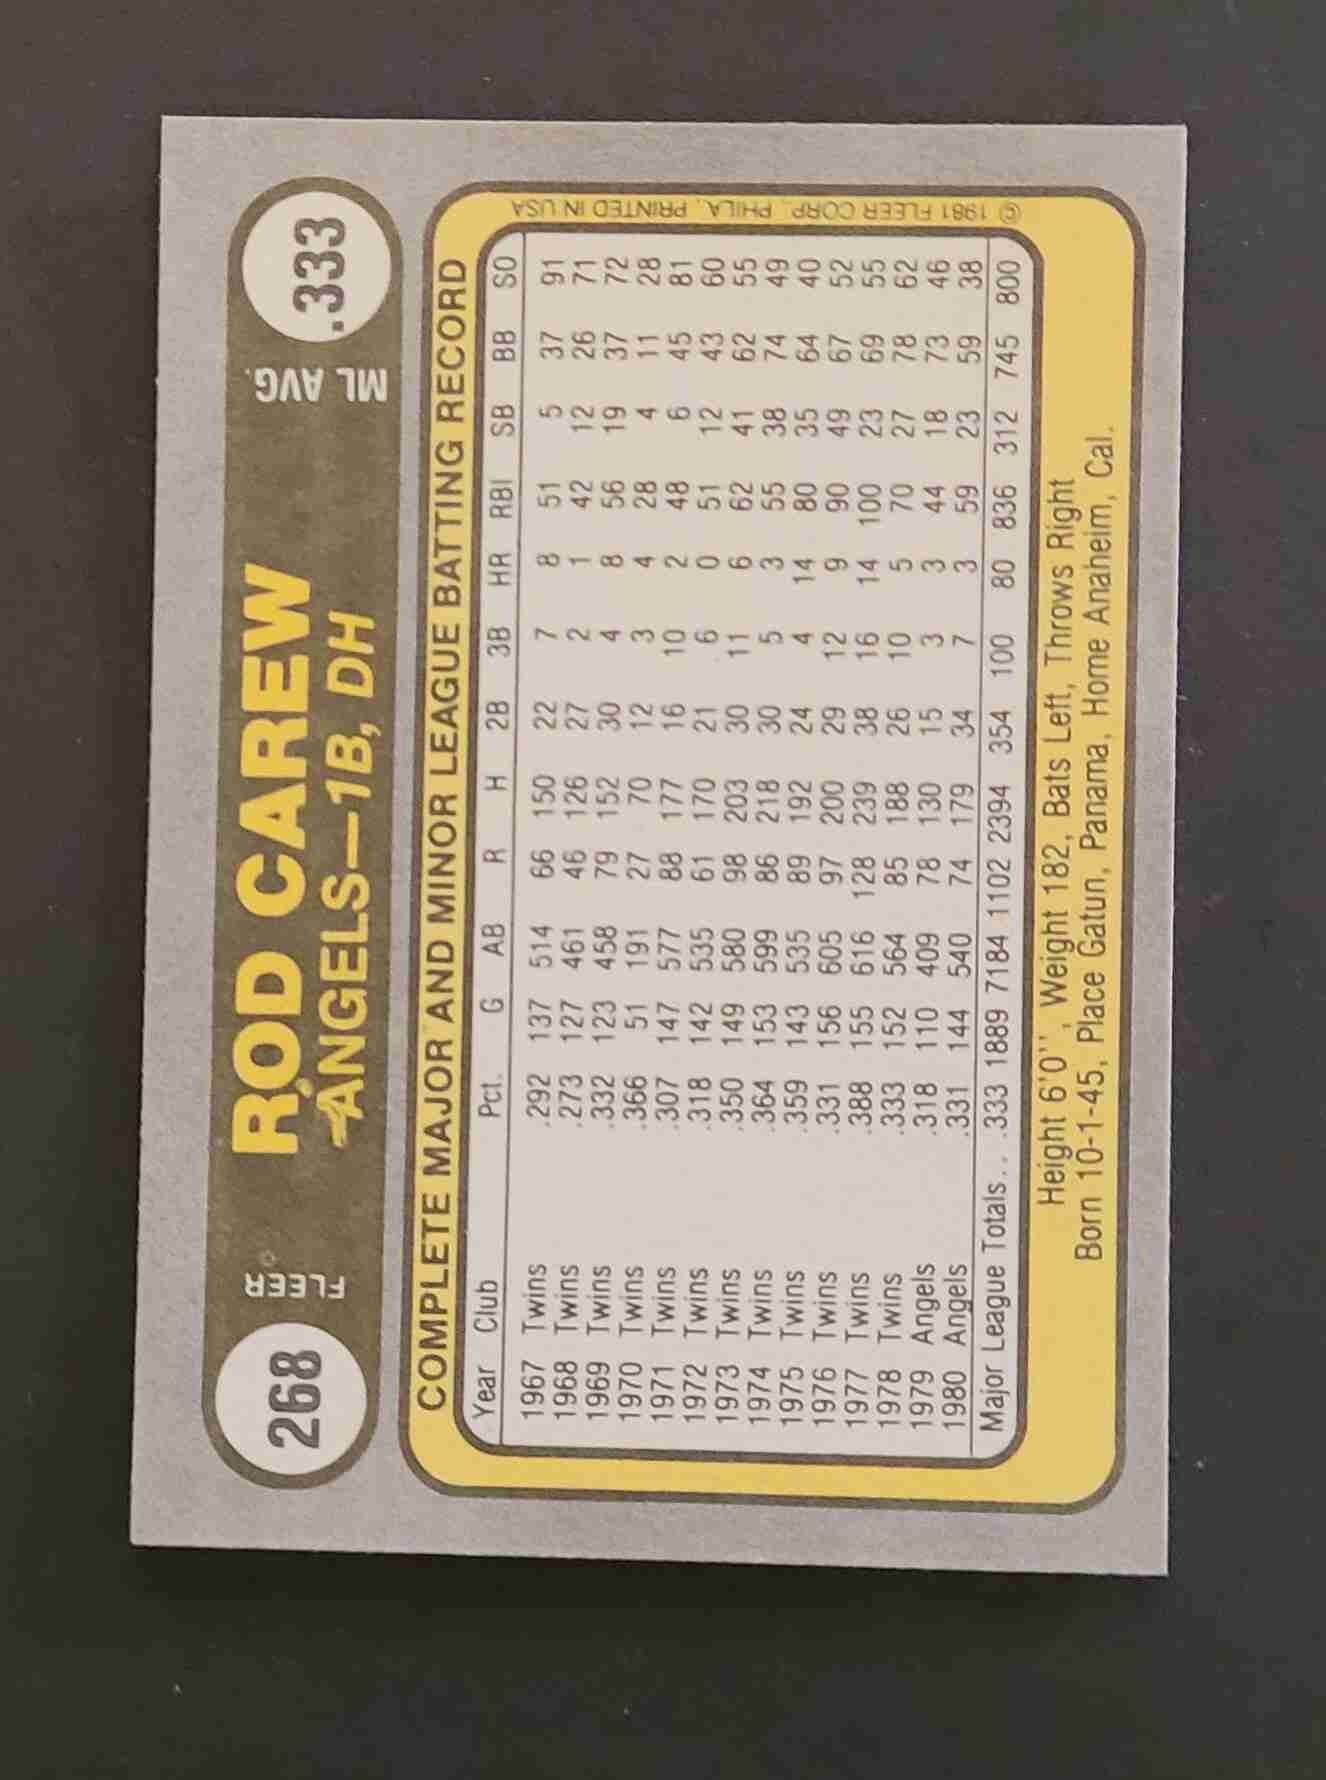 268 FLEER ROD CAREW ML AVG. .333
ANGELS—1B, DH
COMPLETE MAJOR AND MINOR LEAGUE BATTING RECORD
Year Club Pct. G AB R H 2B 3B HR RBI SB BB SO
1967 Twins .292 137 514 66 150 22 7 8 51 5 37 91
1968 Twins .273 127 461 46 126 27 2 1 42 12 26 71
1969 Twins .332 123 458 79 152 30 4 8 56 19 37 72
1970 Twins .366 51 191 27 70 12 3 4 28 4 11 28
1971 Twins .307 147 577 88 177 16 10 2 48 6 45 81
1972 Twins .318 142 535 61 170 21 6 0 51 12 43 60
1973 Twins .350 149 580 98 203 30 11 6 62 41 62 55
1974 Twins .364 153 599 86 218 30 5 3 55 38 74 49
1975 Twins .359 143 535 89 192 24 4 14 80 35 64 40
1976 Twins .331 156 605 97 200 29 12 9 90 49 67 52
1977 Twins .388 155 616 128 239 38 16 14 100 23 69 55
1978 Twins .333 152 564 85 188 26 10 5 70 27 78 62
1979 Angels .318 110 409 78 130 15 3 3 44 18 73 46
1980 Angels .331 144 540 74 179 34 7 3 59 23 59 38
Major League Totals. . .333 1889 7184 1102 2394 354 100 80 836 312 745 800
Height 6'0'', Weight 182, Bats Left, Throws Right
Born 10-1-45, Place Gatun, Panama, Home Anaheim, Cal.
© 1981 FLEER CORP., PHILA., PRINTED IN USA